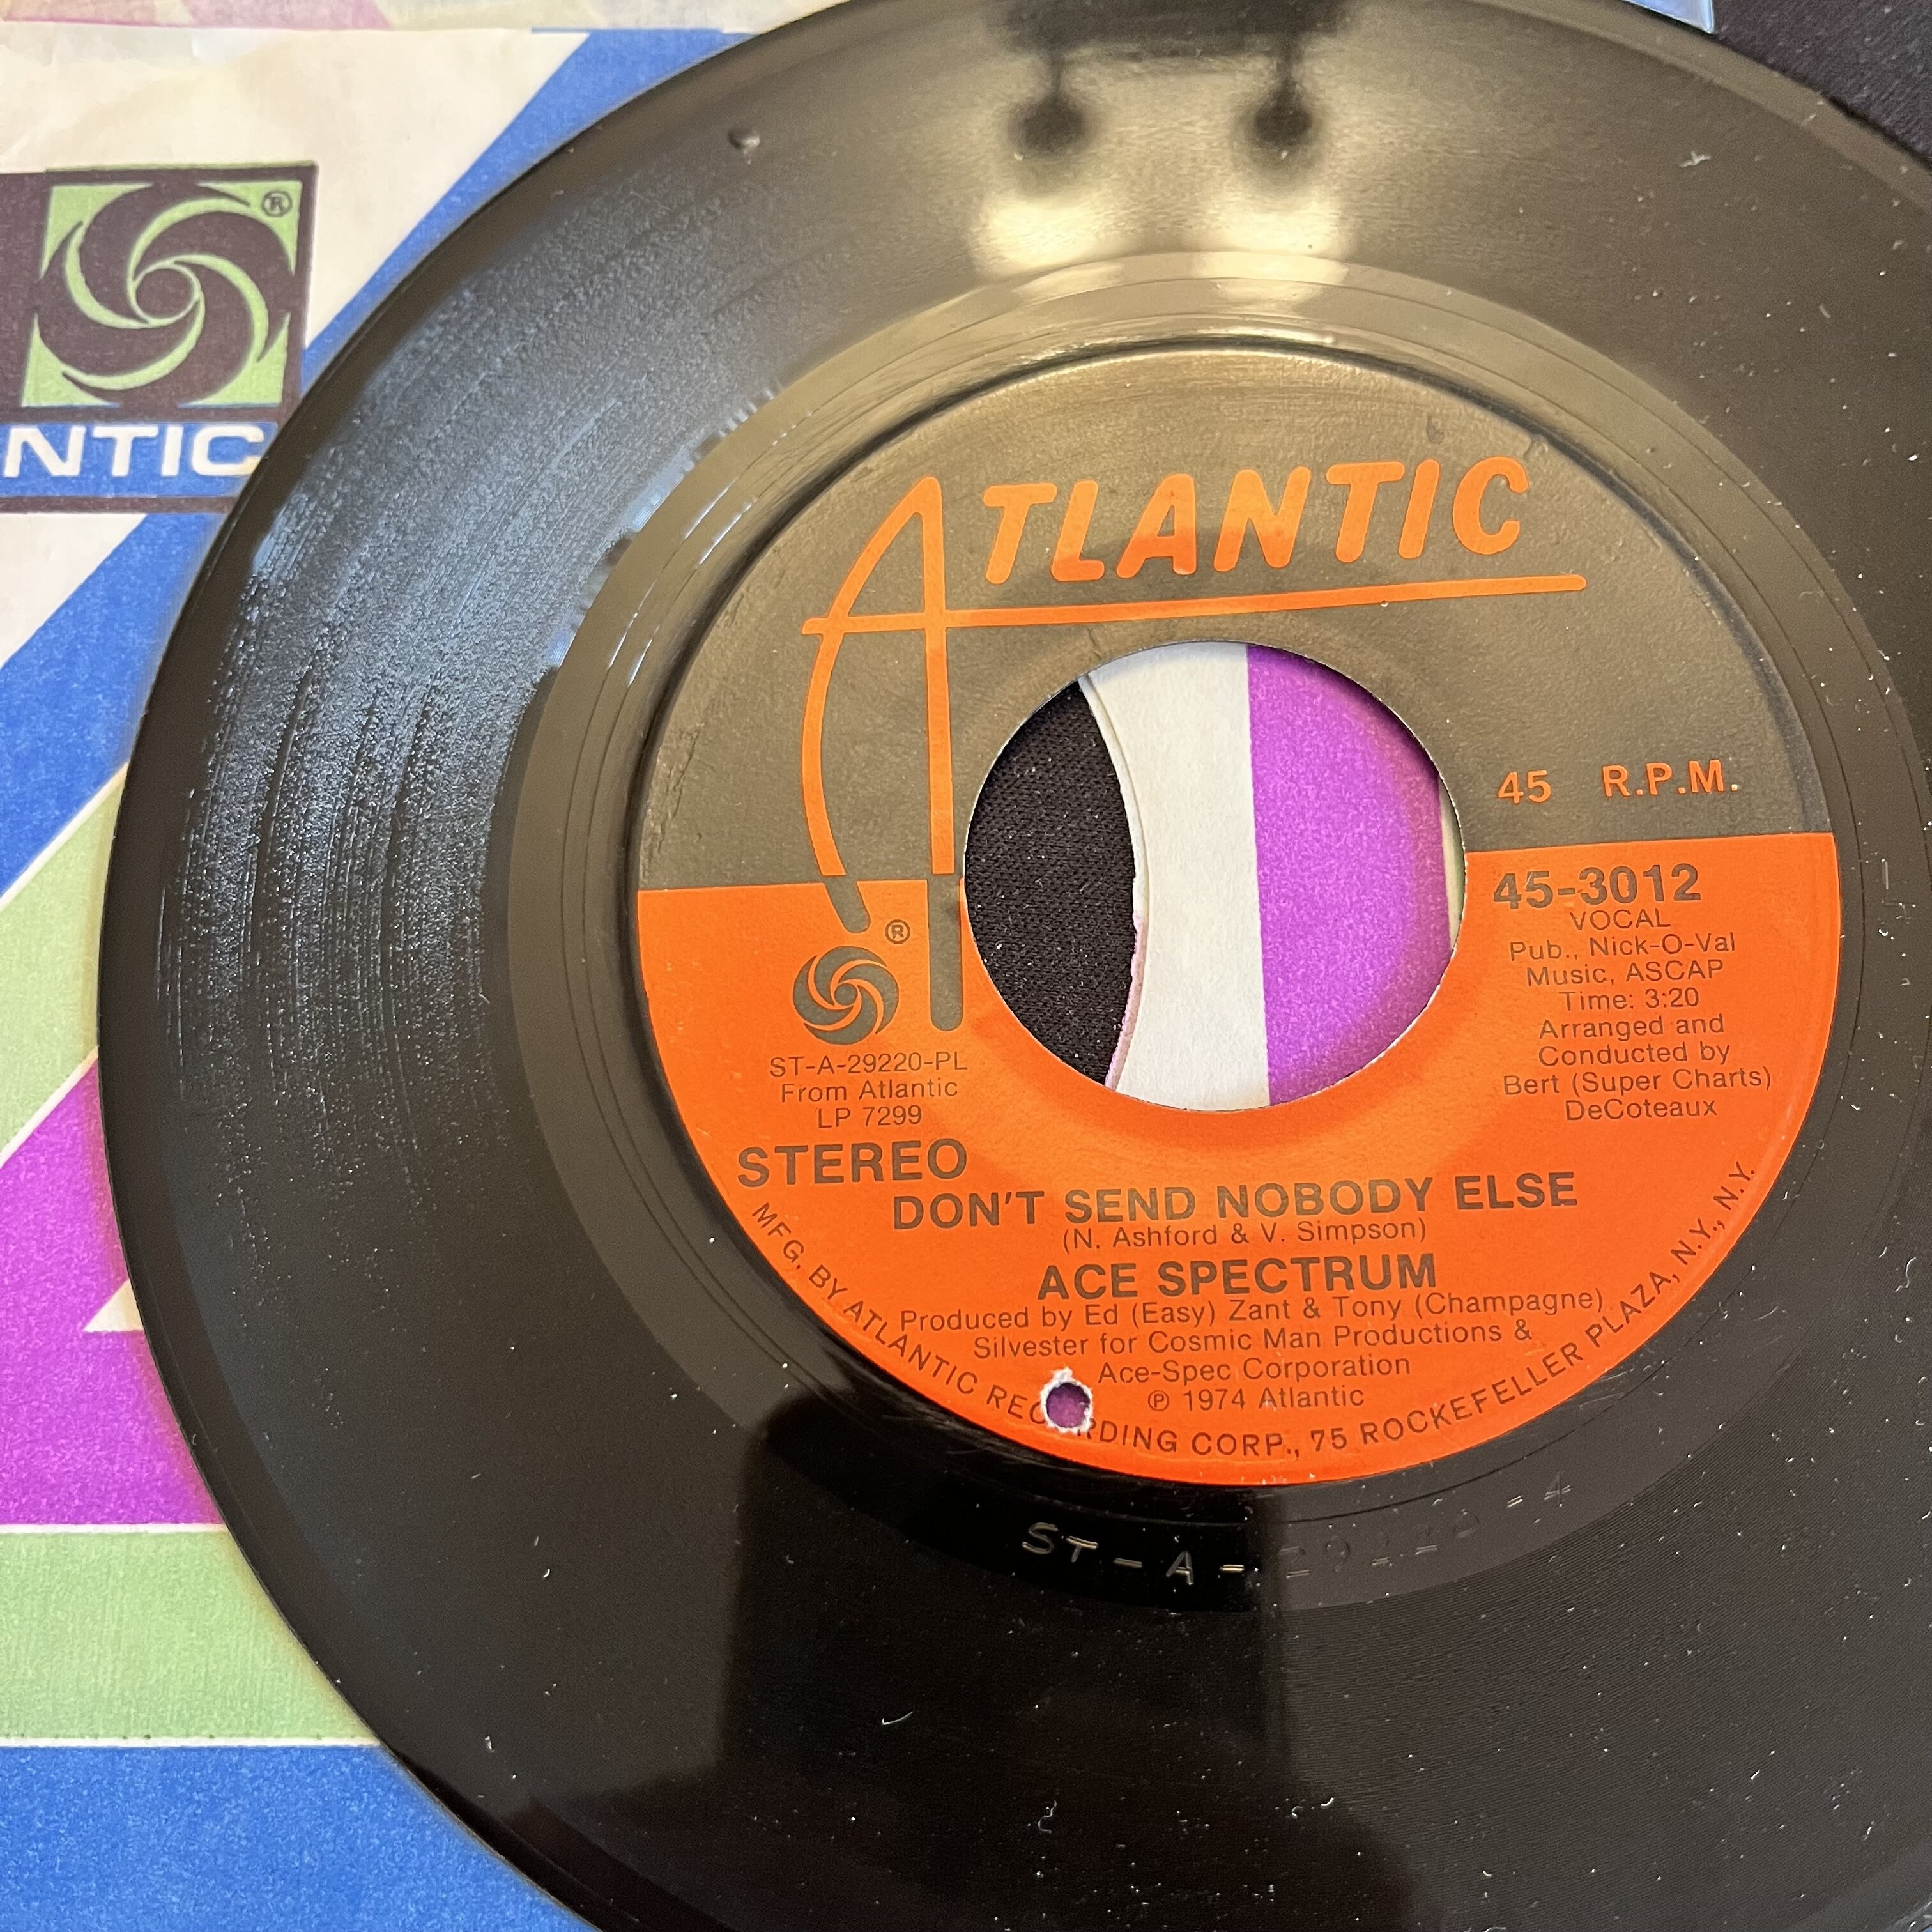 ®
NTIC
ATLANTIC
45 R.P.M.
45-3012
VOCAL
Pub., Nick-O-Val
Music, ASCAP
Time: 3:20
Arranged and
Conducted by
Bert (Super Charts)
DeCoteaux
®
ST-A-29220-PL
From Atlantic
LP 7299
STEREO
DON'T SEND NOBODY ELSE
(N. Ashford & V. Simpson)
ACE SPECTRUM
Produced by Ed (Easy) Zant & Tony (Champagne)
Silvester for Cosmic Man Productions &
Ace-Spec Corporation
℗ 1974 Atlantic
MFG. BY ATLANTIC RECORDING CORP., 75 ROCKEFELLER PLAZA, N.Y., N.Y.
ST-A-29220-4